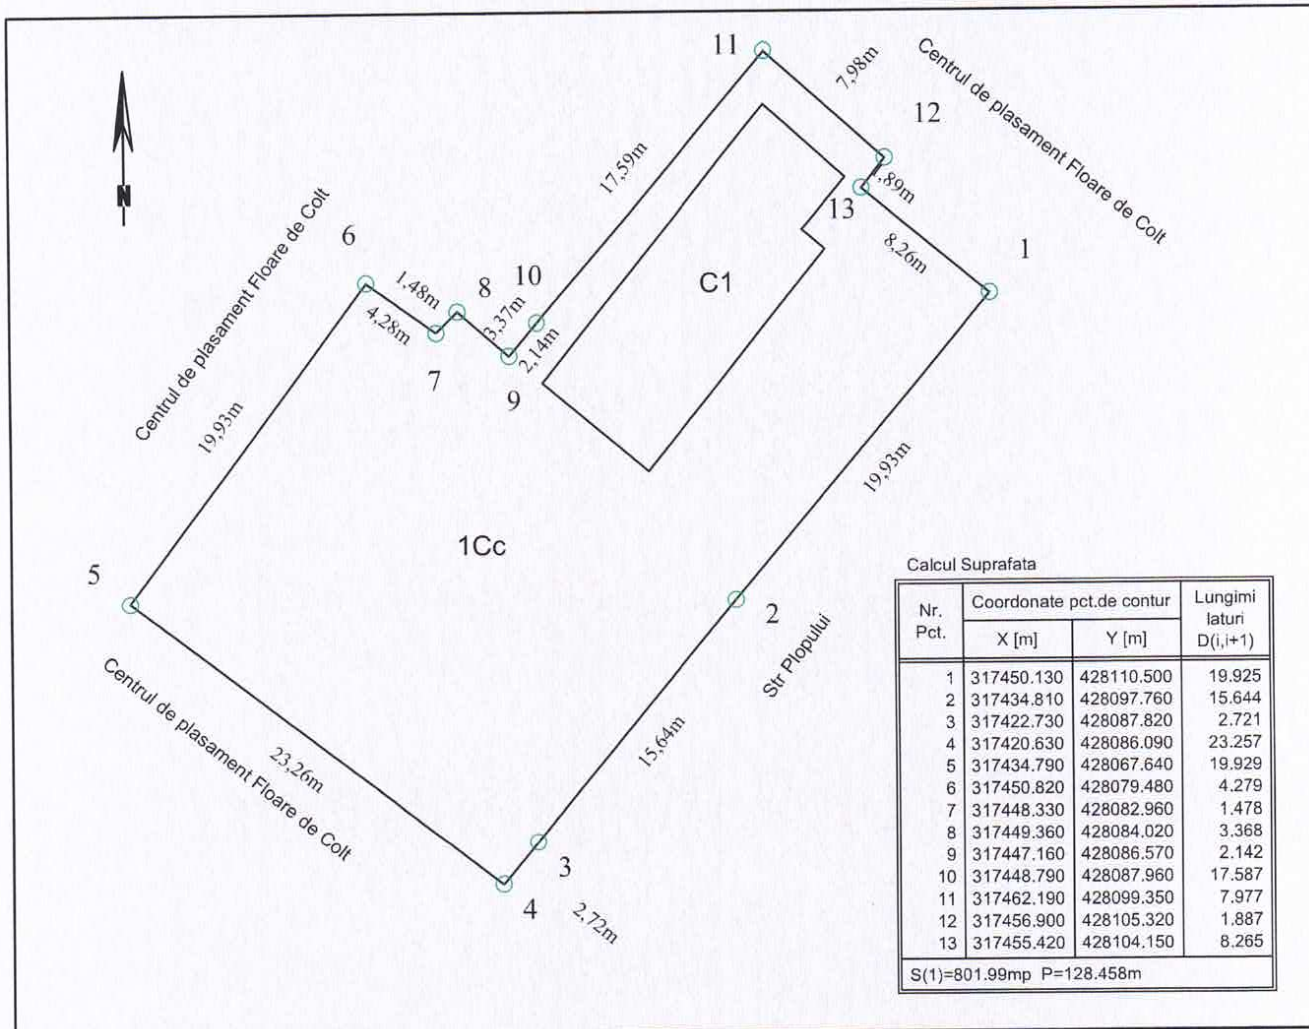 11
7,98m
Centrul de plasament Floare de Colt
12
N
17,59m
,89m
13
6
Centrul de plasament Floare de Colt
8,26m
1
1,48m
8
10
C1
4,28m
3,37m
2,14m
7
9
19,93m
19,93m
1Cc
5
2
Str Plopului
Centrul de plasament Floare de Colt
23,26m
15,64m
3
4
2,72m
Calcul Suprafata
Nr. Pct. Coordonate pct.de contur Lungimi laturi D(i,i+1)
X [m] Y [m]
1 317450.130 428110.500 19.925
2 317434.810 428097.760 15.644
3 317422.730 428087.820 2.721
4 317420.630 428086.090 23.257
5 317434.790 428067.640 19.929
6 317450.820 428079.480 4.279
7 317448.330 428082.960 1.478
8 317449.360 428084.020 3.368
9 317447.160 428086.570 2.142
10 317448.790 428087.960 17.587
11 317462.190 428099.350 7.977
12 317456.900 428105.320 1.887
13 317455.420 428104.150 8.265
S(1)=801.99mp P=128.458m